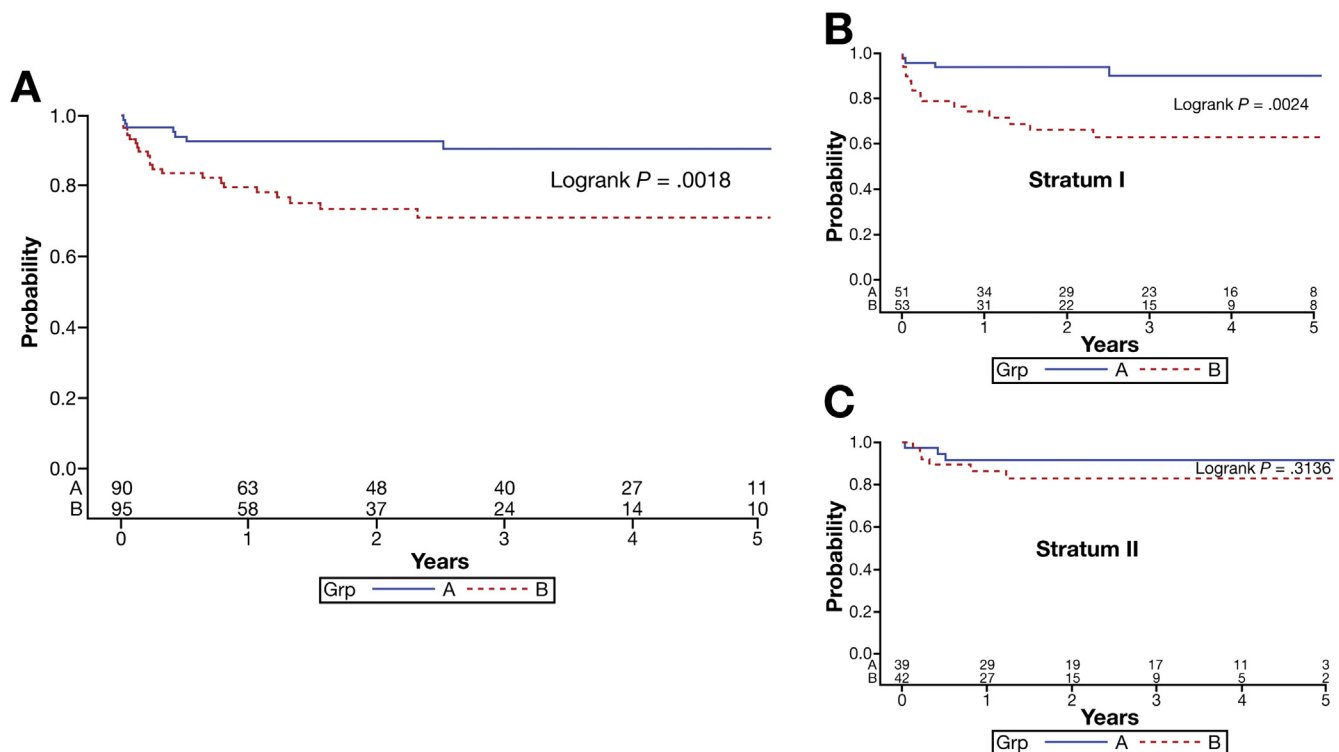 A
1.0
0.8
0.6
0.4
0.2
0.0
Probability
Logrank P = .0018
A 90 63 48 40 27 11
B 95 58 37 24 14 10
0 1 2 3 4 5
Years
Grp A B
B
1.0
0.8
0.6
0.4
0.2
0.0
Probability
Logrank P = .0024
Stratum I
A 51 34 29 23 16 8
B 53 31 22 15 9 8
0 1 2 3 4 5
Years
Grp A B
C
1.0
0.8
0.6
0.4
0.2
0.0
Probability
Logrank P = .3136
Stratum II
A 39 29 19 17 11 3
B 42 27 15 9 5 2
0 1 2 3 4 5
Years
Grp A B